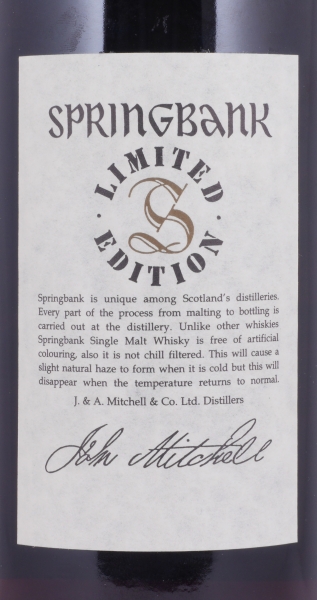 SPRINGBANK
· LIMITED ·
S
EDITION
Springbank is unique among Scotland's distilleries.
Every part of the process from malting to bottling is
carried out at the distillery. Unlike other whiskies
Springbank Single Malt Whisky is free of artificial
colouring, also it is not chill filtered. This will cause a
slight natural haze to form when it is cold but this will
disappear when the temperature returns to normal.
J. & A. Mitchell & Co. Ltd. Distillers
John Mitchell